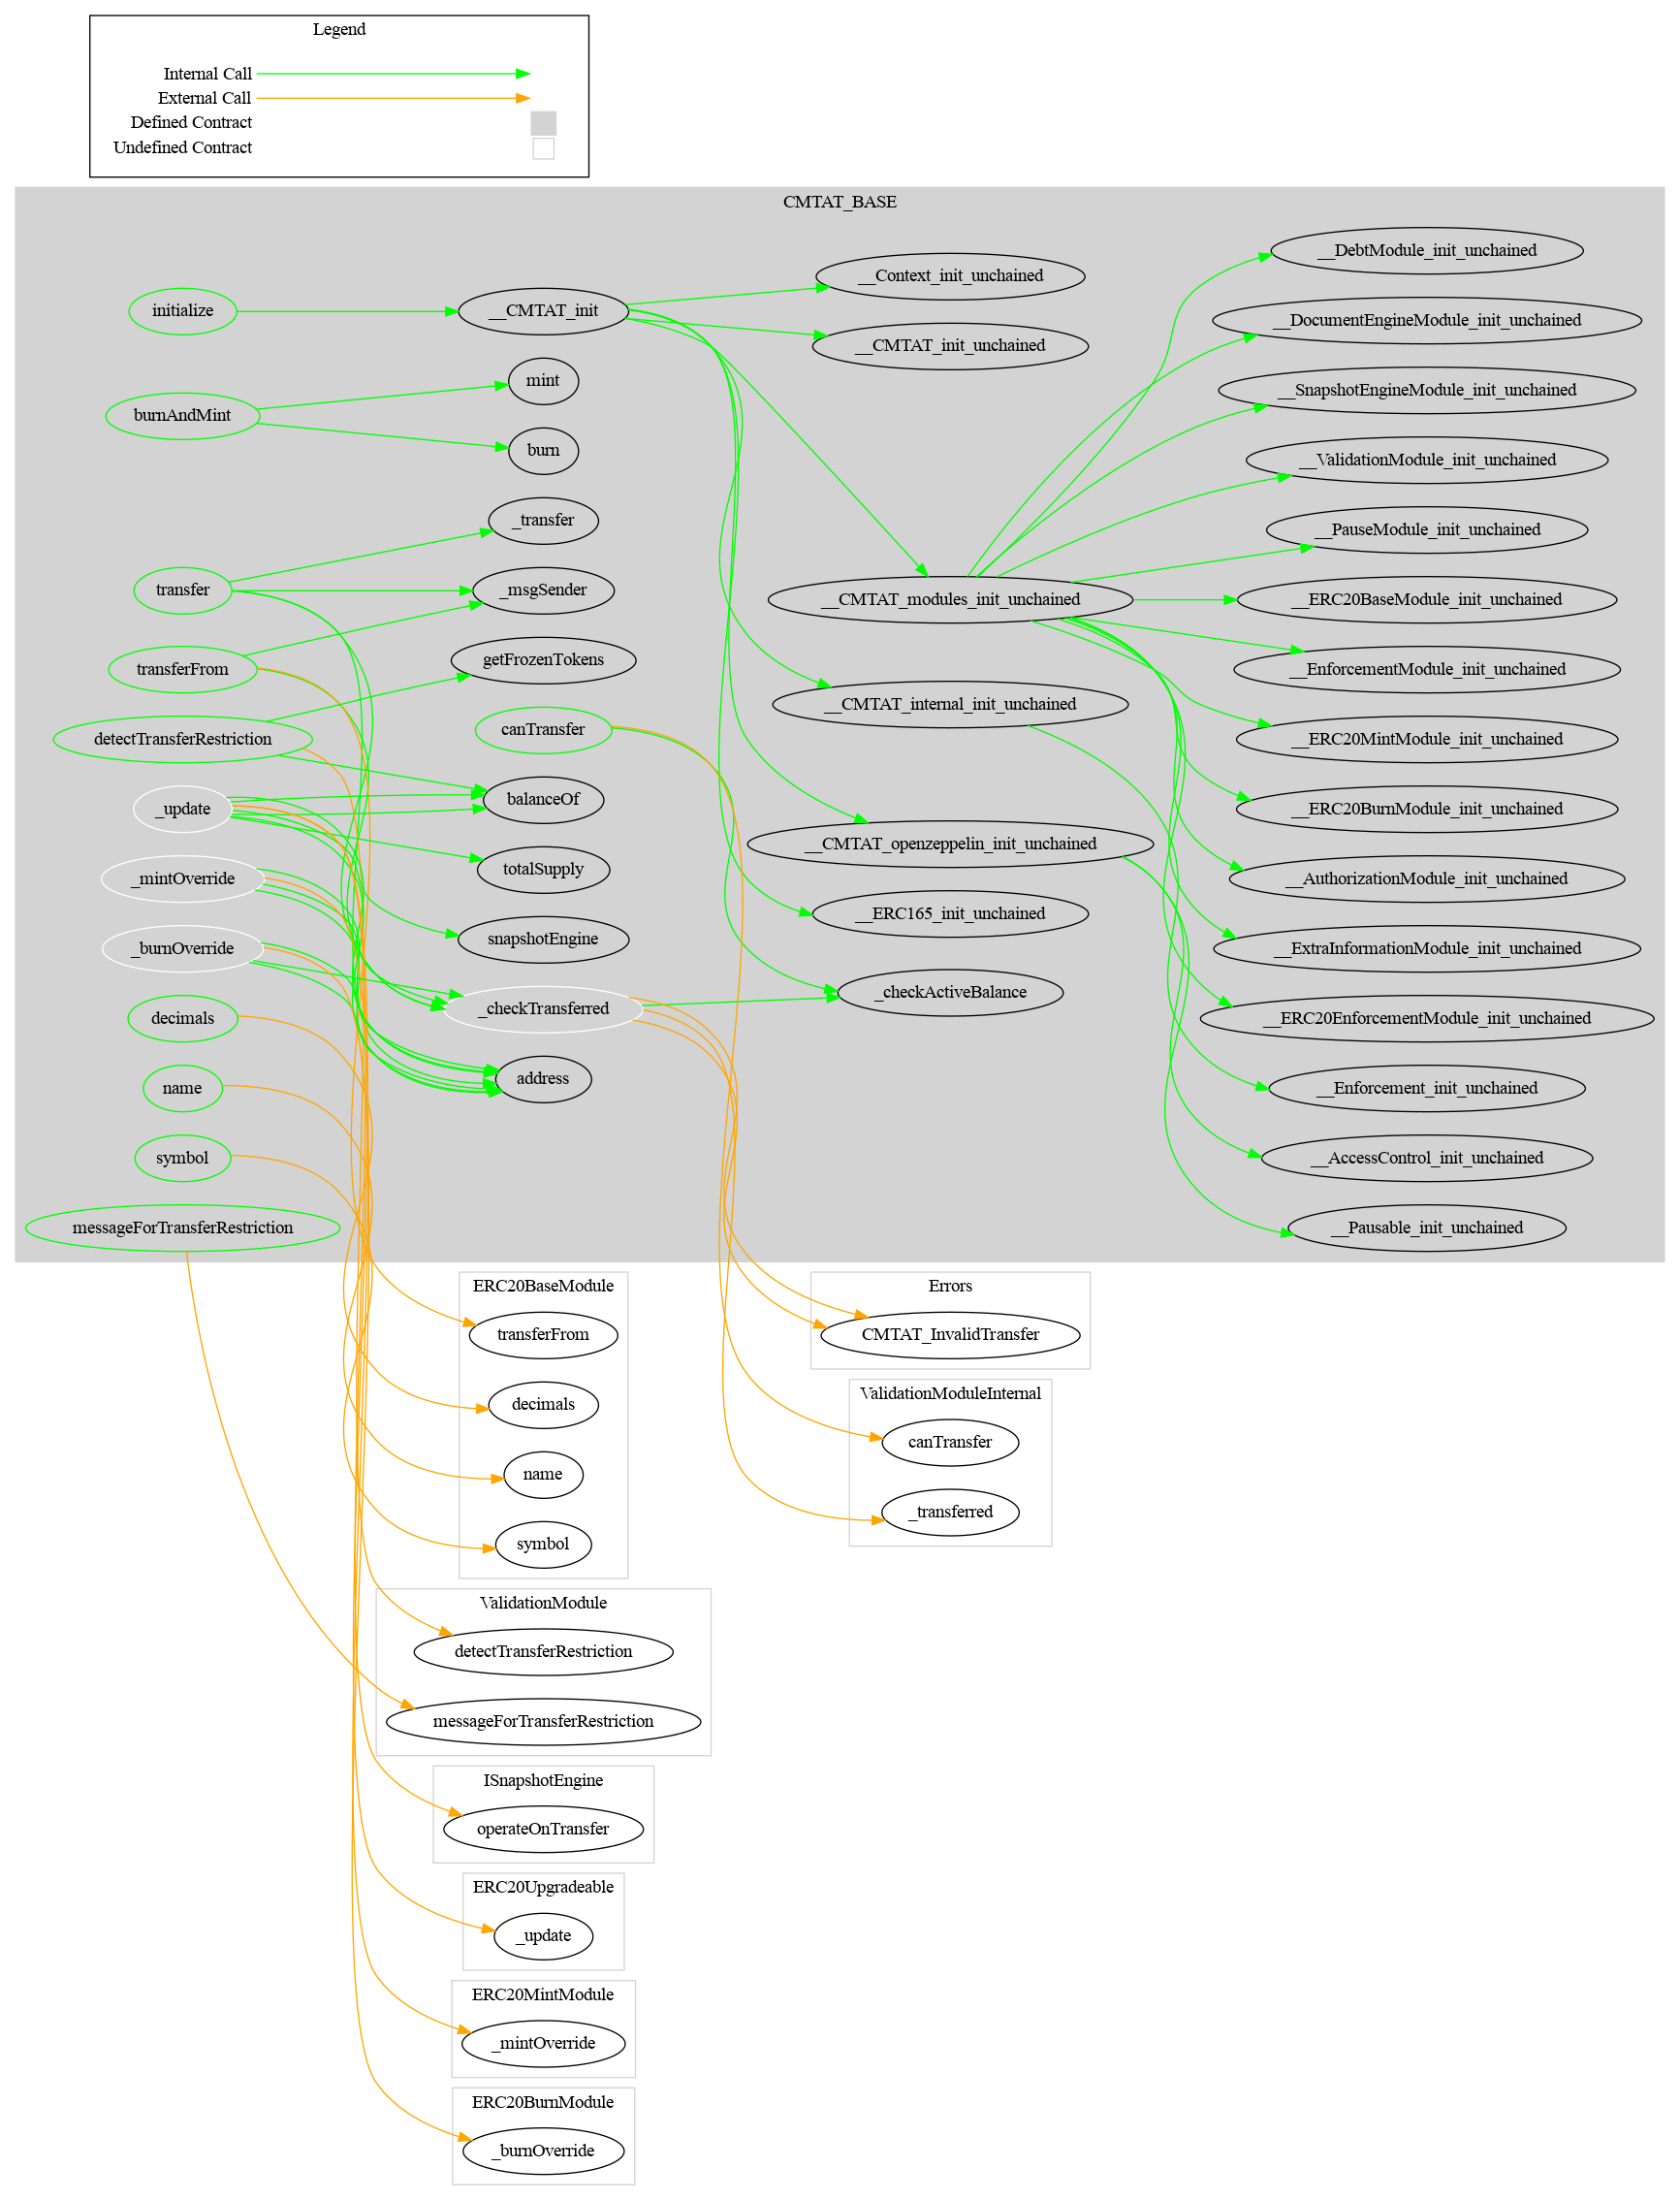 Legend
Internal Call
External Call
Defined Contract
Undefined Contract
CMTAT_BASE
initialize
burnAndMint
transfer
transferFrom
detectTransferRestriction
_update
_mintOverride
_burnOverride
decimals
name
symbol
messageForTransferRestriction
__CMTAT_init
mint
burn
_transfer
_msgSender
getFrozenTokens
canTransfer
balanceOf
totalSupply
snapshotEngine
_checkTransferred
address
__Context_init_unchained
__CMTAT_init_unchained
__CMTAT_modules_init_unchained
__CMTAT_internal_init_unchained
__CMTAT_openzeppelin_init_unchained
__ERC165_init_unchained
_checkActiveBalance
__DebtModule_init_unchained
__DocumentEngineModule_init_unchained
__SnapshotEngineModule_init_unchained
__ValidationModule_init_unchained
__PauseModule_init_unchained
__ERC20BaseModule_init_unchained
__EnforcementModule_init_unchained
__ERC20MintModule_init_unchained
__ERC20BurnModule_init_unchained
__AuthorizationModule_init_unchained
__ExtraInformationModule_init_unchained
__ERC20EnforcementModule_init_unchained
__Enforcement_init_unchained
__AccessControl_init_unchained
__Pausable_init_unchained
ERC20BaseModule
transferFrom
decimals
name
symbol
Errors
CMTAT_InvalidTransfer
ValidationModuleInternal
canTransfer
_transferred
ValidationModule
detectTransferRestriction
messageForTransferRestriction
ISnapshotEngine
operateOnTransfer
ERC20Upgradeable
_update
ERC20MintModule
_mintOverride
ERC20BurnModule
_burnOverride